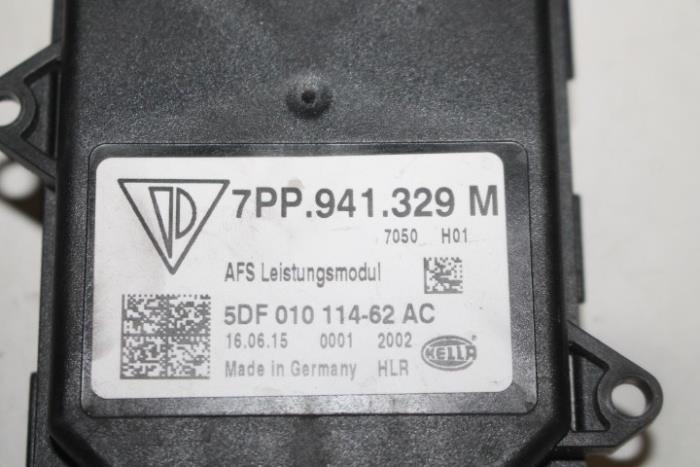 7PP.941.329 M
7050 H01
AFS Leistungsmodul
5DF 010 114-62 AC
16.06.15 0001 2002
HELLA
Made in Germany HLR